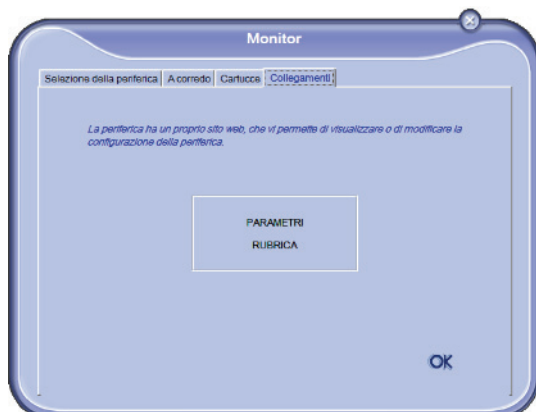 Monitor
Selezione della periferica A corredo Cartucce Collegamenti
La periferica ha un proprio sito web, che vi permette di visualizzare o di modificare la
configurazione della periferica.
PARAMETRI
RUBRICA
OK